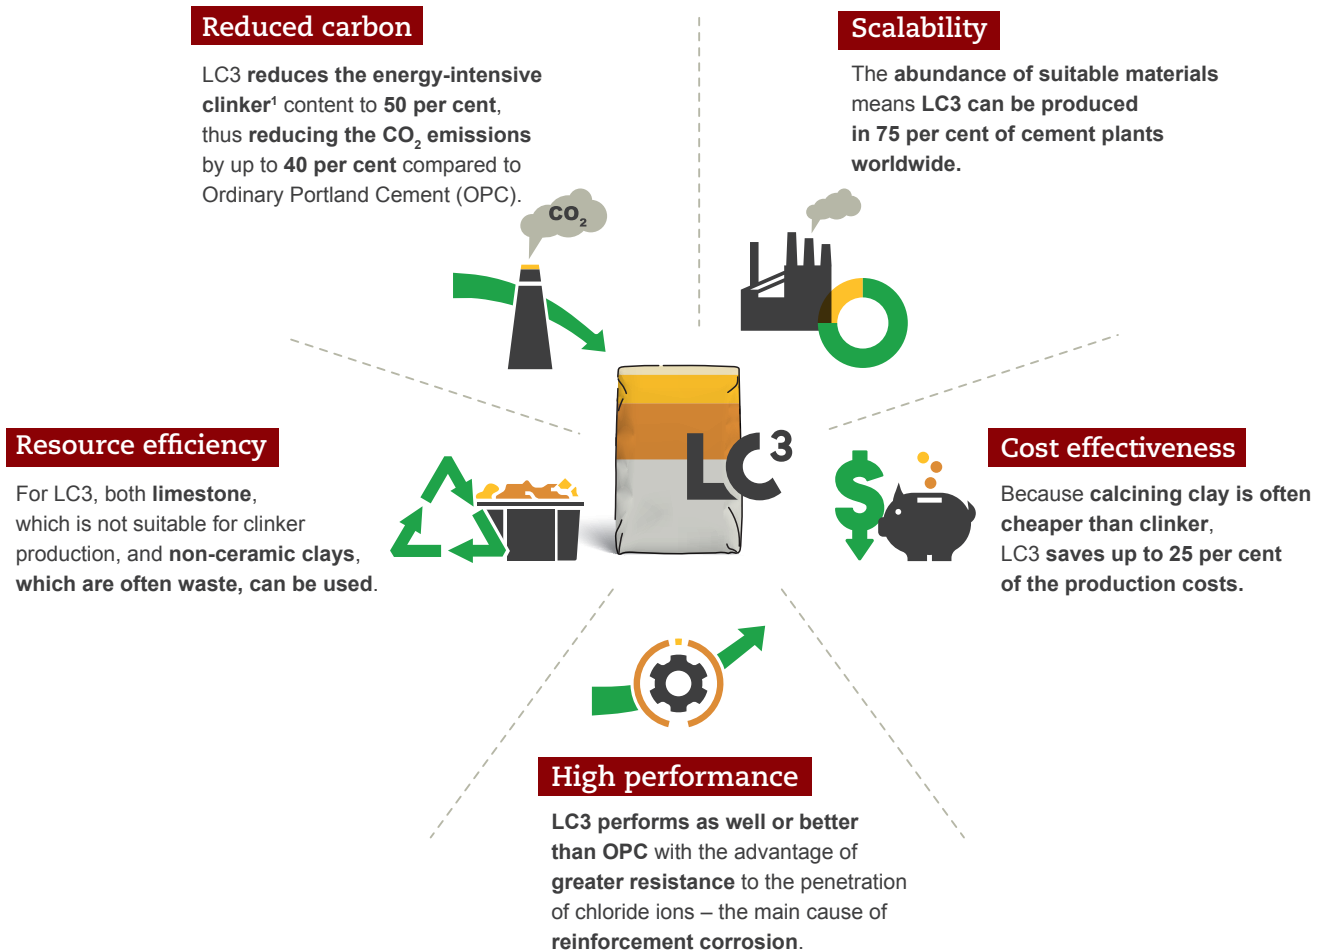 Reduced carbon
LC3 reduces the energy-intensive
clinker¹ content to 50 per cent,
thus reducing the CO₂ emissions
by up to 40 per cent compared to
Ordinary Portland Cement (OPC).
CO₂
Scalability
The abundance of suitable materials
means LC3 can be produced
in 75 per cent of cement plants
worldwide.
Resource efficiency
For LC3, both limestone,
which is not suitable for clinker
production, and non-ceramic clays,
which are often waste, can be used.
LC³
$
Cost effectiveness
Because calcining clay is often
cheaper than clinker,
LC3 saves up to 25 per cent
of the production costs.
High performance
LC3 performs as well or better
than OPC with the advantage of
greater resistance to the penetration
of chloride ions – the main cause of
reinforcement corrosion.